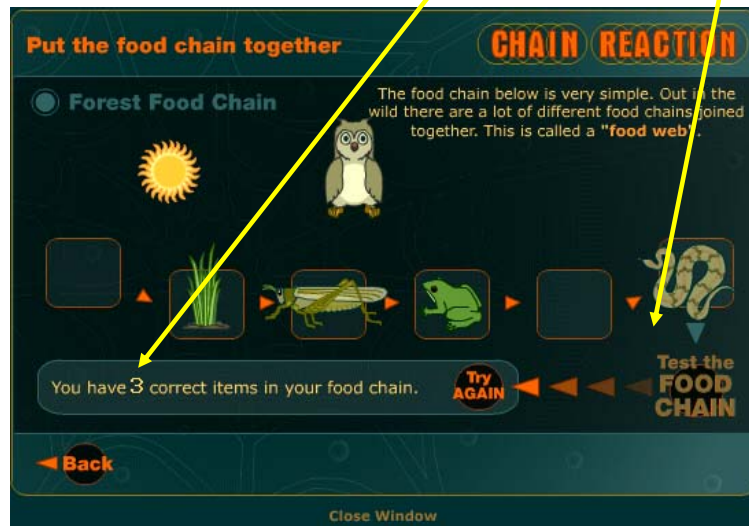 Put the food chain together
CHAIN REACTION
Forest Food Chain
The food chain below is very simple. Out in the
wild there are a lot of different food chains joined
together. This is called a "food web".
You have 3 correct items in your food chain.
Try
AGAIN
Test the
FOOD
CHAIN
Back
Close Window